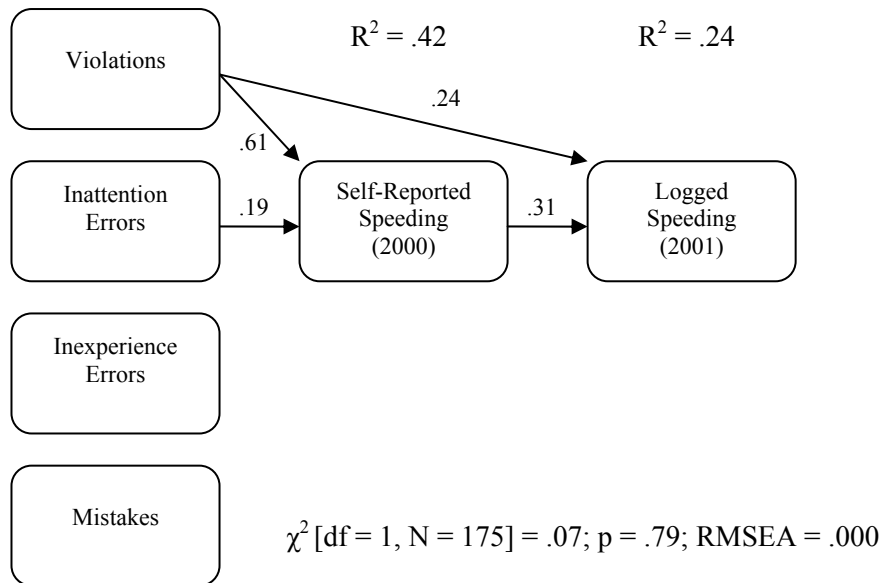 Violations
R² = .42
R² = .24
.24
.61
Inattention
Errors
.19
Self-Reported
Speeding
(2000)
.31
Logged
Speeding
(2001)
Inexperience
Errors
Mistakes
χ² [df = 1, N = 175] = .07; p = .79; RMSEA = .000